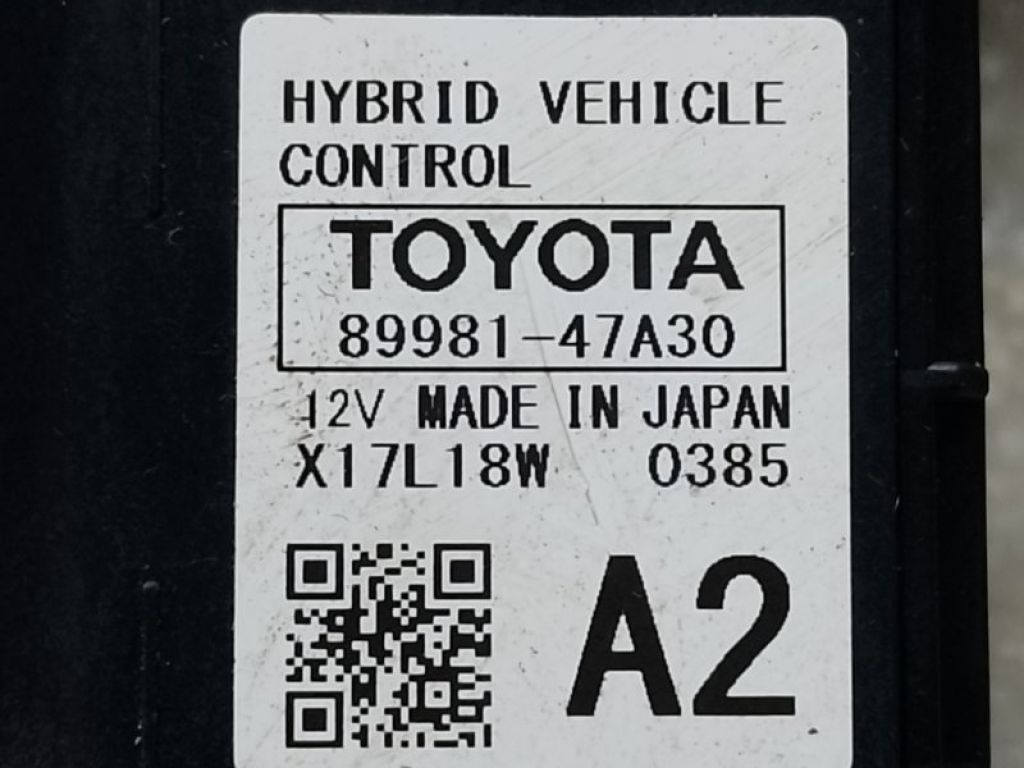 HYBRID VEHICLE
CONTROL
TOYOTA
89981-47A30
12V MADE IN JAPAN
X17L18W 0385
A2